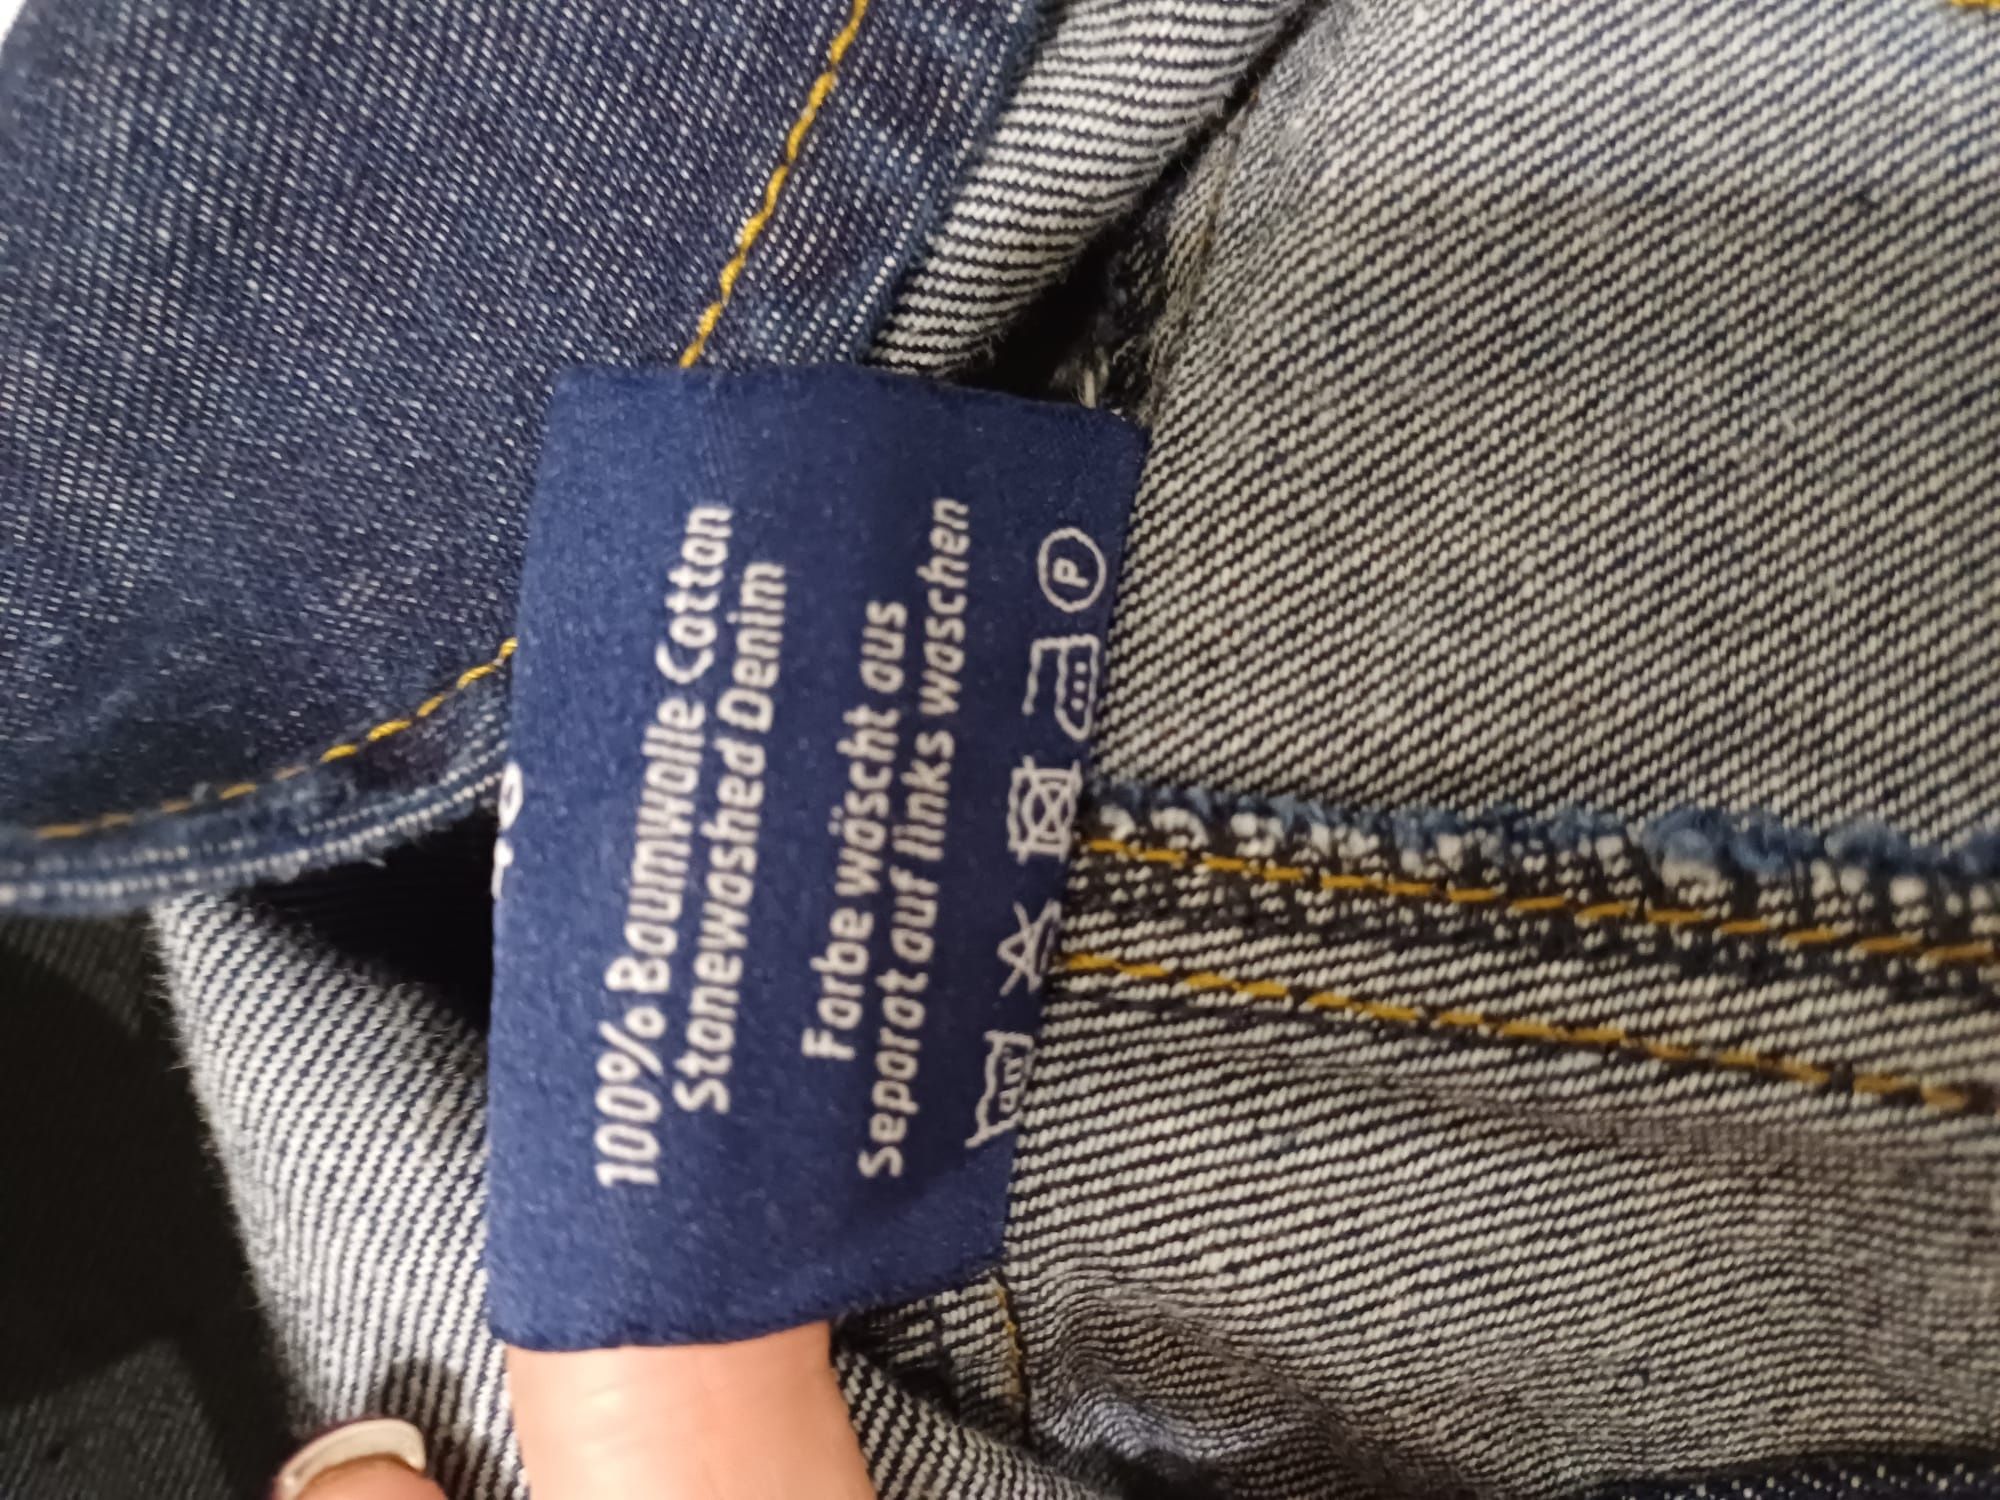 100% Baumwolle Cotton
Stonewashed Denim
Farbe wäscht aus
Separat auf links waschen
P